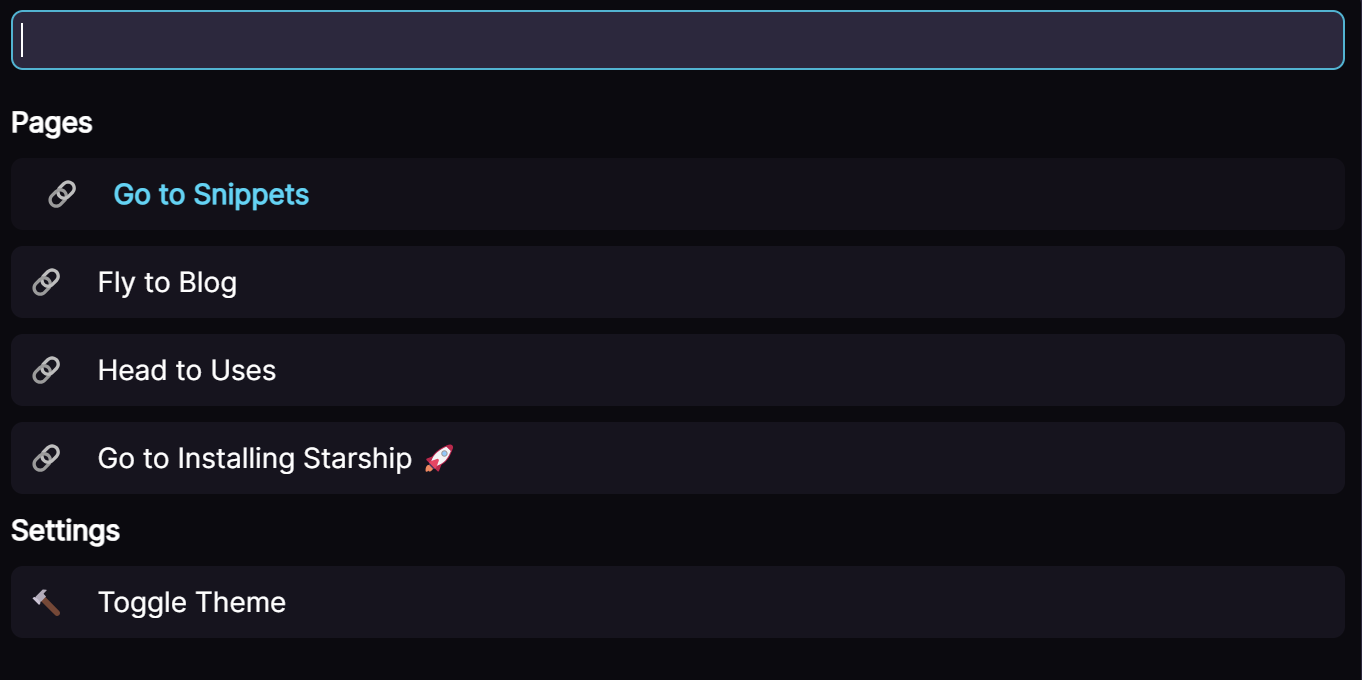 Pages
Go to Snippets
Fly to Blog
Head to Uses
Go to Installing Starship 🚀
Settings
Toggle Theme